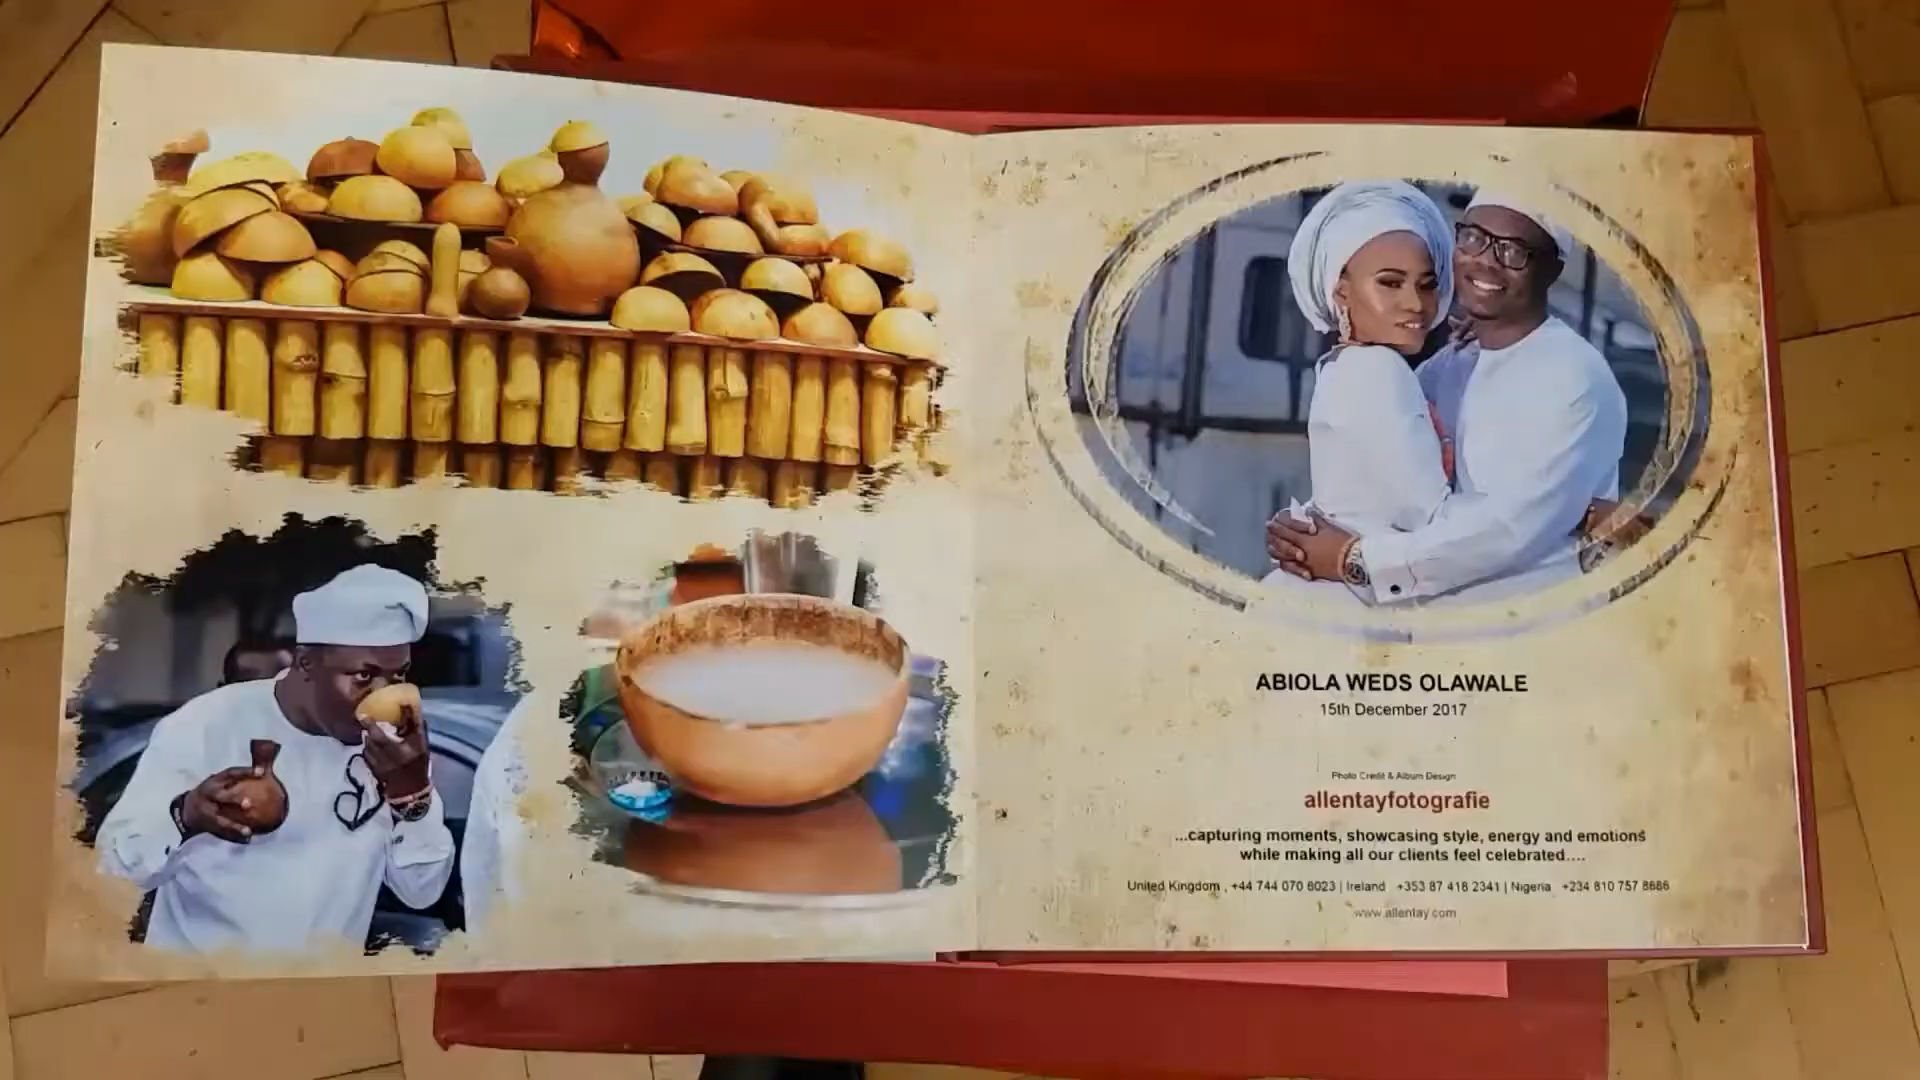 ABIOLA WEDS OLAWALE
15th December 2017
Photo Credit & Album Design
allentayfotografie
...capturing moments, showcasing style, energy and emotions
while making all our clients feel celebrated....
United Kingdom , +44 744 070 6023 | Ireland +353 87 418 2341 | Nigeria +234 810 757 8686
www.allentay.com